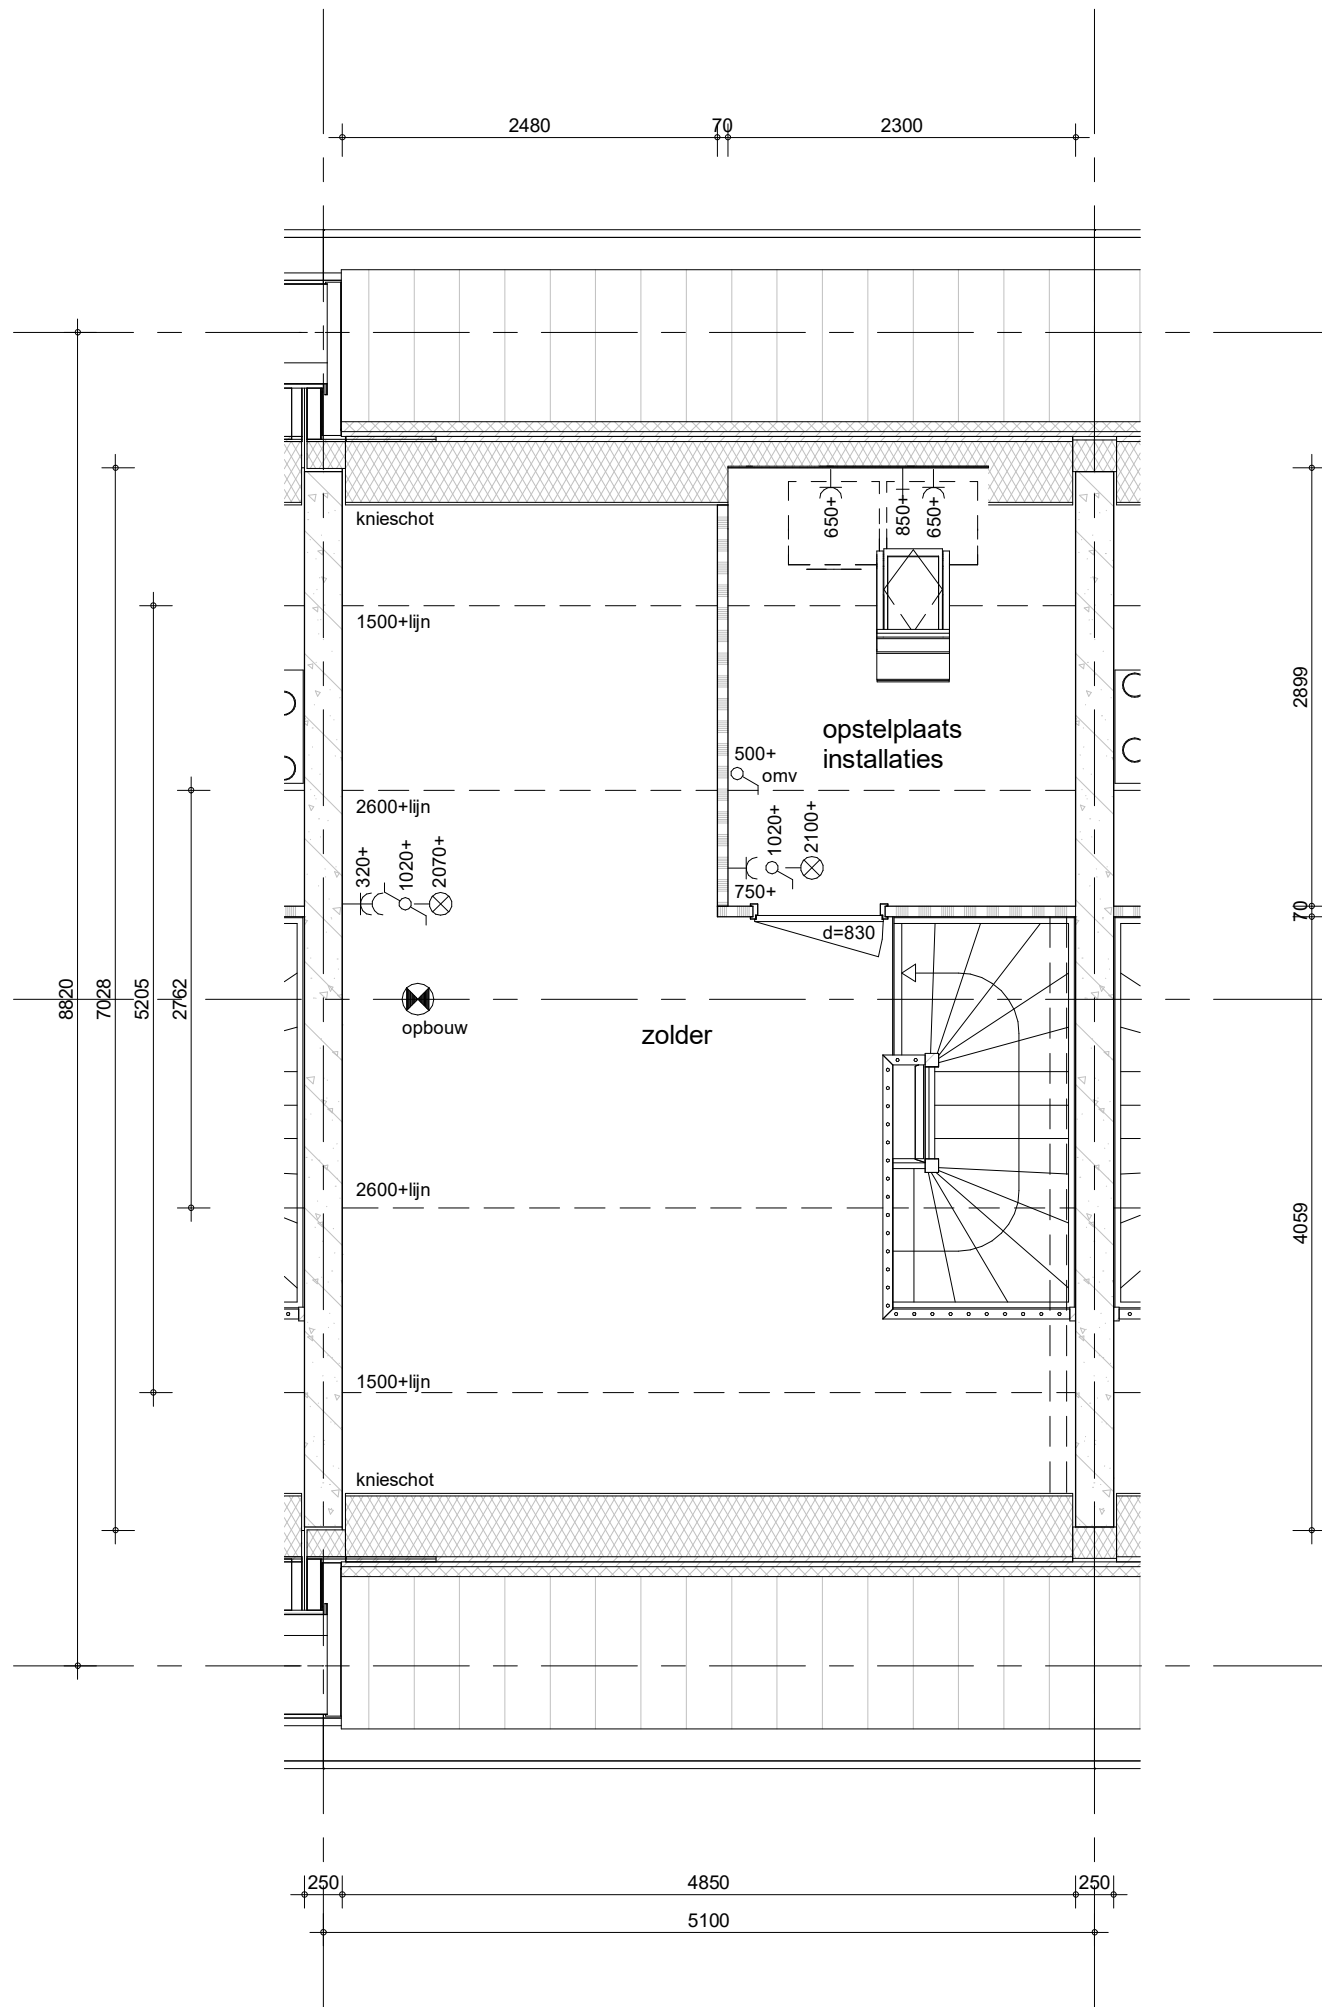 2480
70
2300
knieschot
650+
850+
650+
1500+lijn
2899
opstelplaats
installaties
500+
omv
2600+lijn
320+
1020+
2070+
1020+
2100+
750+
70
d=830
8820
7028
5205
2762
opbouw
zolder
2600+lijn
4059
1500+lijn
knieschot
250
4850
250
5100